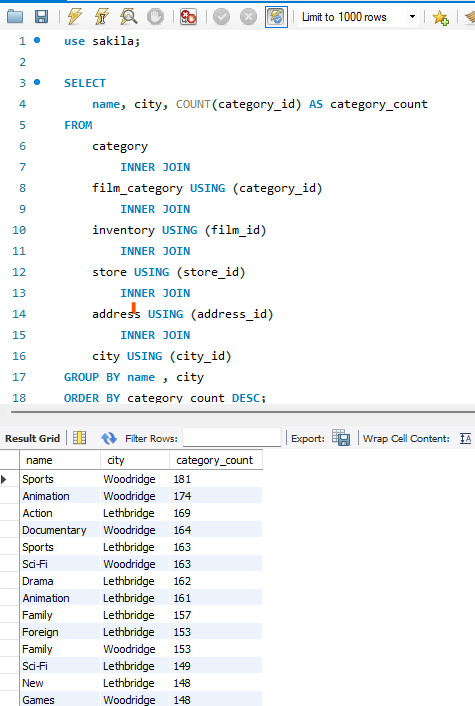 Limit to 1000 rows
1 use sakila;
2
3 SELECT
4 name, city, COUNT(category_id) AS category_count
5 FROM
6 category
7 INNER JOIN
8 film_category USING (category_id)
9 INNER JOIN
10 inventory USING (film_id)
11 INNER JOIN
12 store USING (store_id)
13 INNER JOIN
14 address USING (address_id)
15 INNER JOIN
16 city USING (city_id)
17 GROUP BY name , city
18 ORDER BY category_count DESC;
Result Grid Filter Rows: Export: Wrap Cell Content: IA
name city category_count
Sports Woodridge 181
Animation Woodridge 174
Action Lethbridge 169
Documentary Woodridge 164
Sports Lethbridge 163
Sci-Fi Woodridge 163
Drama Lethbridge 162
Animation Lethbridge 161
Family Lethbridge 157
Foreign Lethbridge 153
Family Woodridge 153
Sci-Fi Lethbridge 149
New Lethbridge 148
Games Woodridge 148